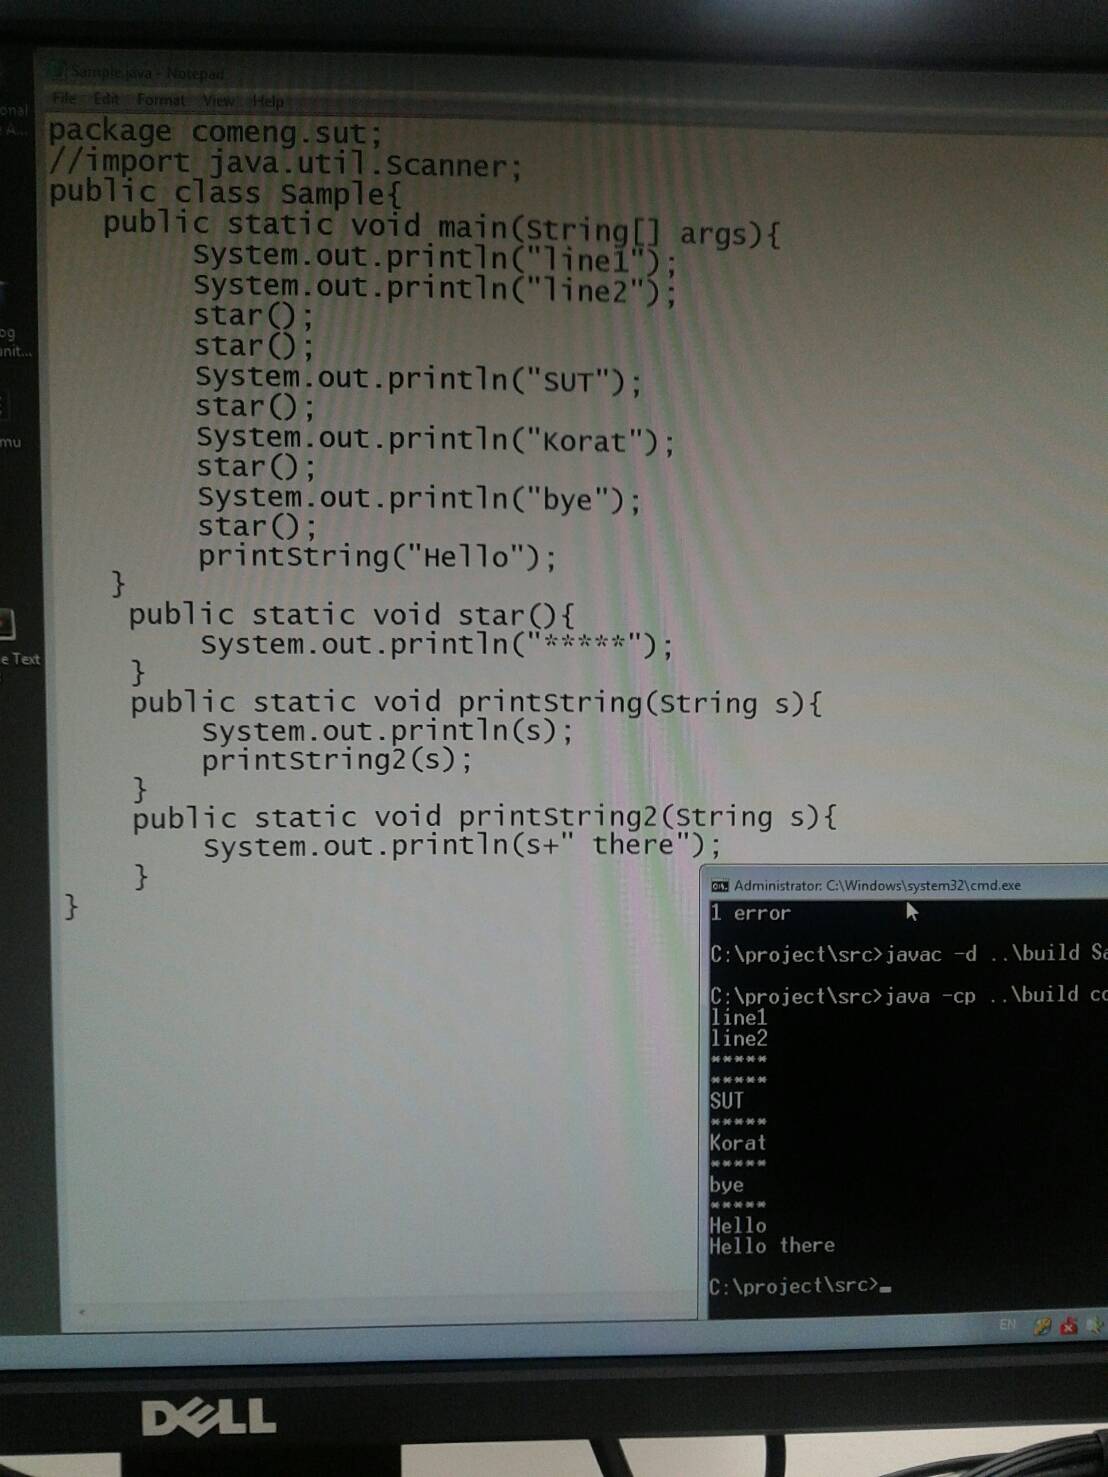 Sample.java - Notepad
File Edit Format View Help
package comeng.sut;
//import java.util.Scanner;
public class Sample{
public static void main(String[] args){
System.out.println("line1");
System.out.println("line2");
star();
star();
System.out.println("SUT");
star();
System.out.println("Korat");
star();
System.out.println("bye");
star();
printString("Hello");
}
public static void star(){
System.out.println("*****");
}
public static void printString(String s){
System.out.println(s);
printString2(s);
}
public static void printString2(String s){
System.out.println(s+" there");
}
}
onal
A...
og
nit...
mu
e Text
Administrator: C:\Windows\system32\cmd.exe
1 error
C:\project\src>javac -d ..\build Sa
C:\project\src>java -cp ..\build co
line1
line2
*****
*****
SUT
*****
Korat
*****
bye
*****
Hello
Hello there
C:\project\src>_
EN
DELL